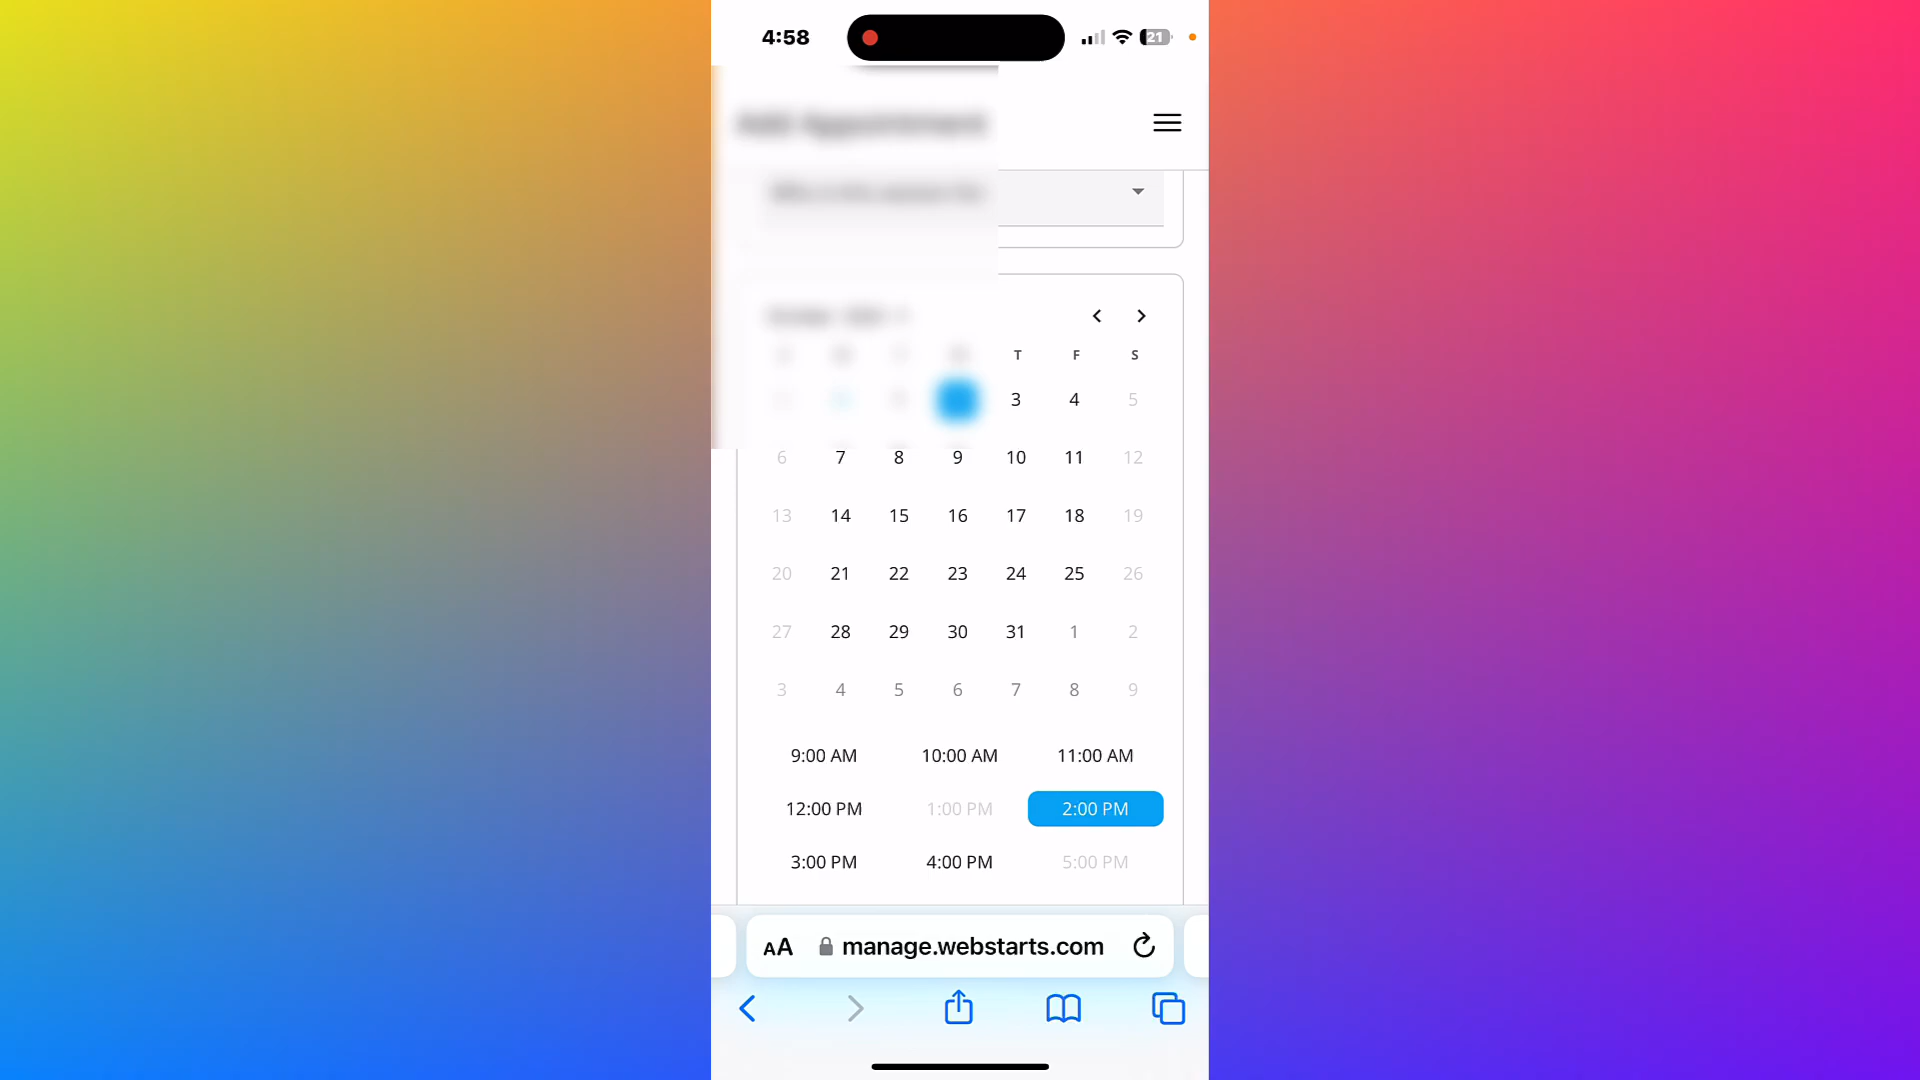 4:58
21
Add Appointment
T F S
3 4 5
6 7 8 9 10 11 12
13 14 15 16 17 18 19
20 21 22 23 24 25 26
27 28 29 30 31 1 2
3 4 5 6 7 8 9
9:00 AM 10:00 AM 11:00 AM
12:00 PM 1:00 PM 2:00 PM
3:00 PM 4:00 PM 5:00 PM
AA manage.webstarts.com